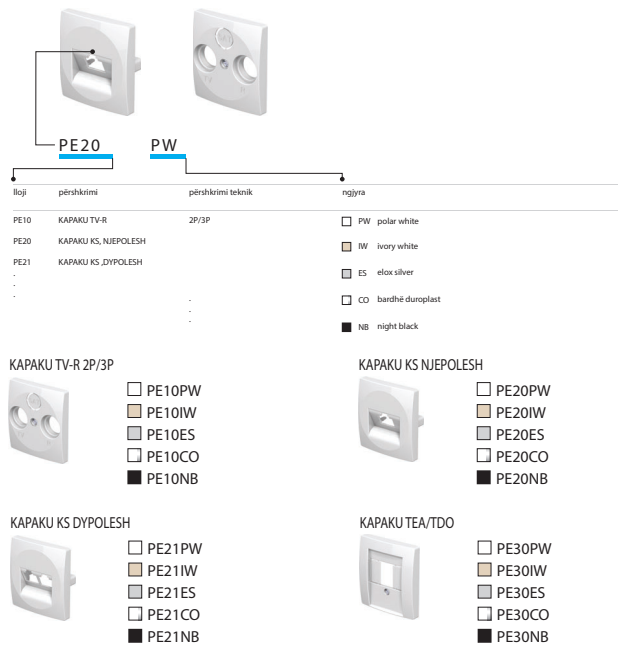 PE20 PW
lloji përshkrimi përshkrimi teknik ngjyra
PE10 KAPAKU TV-R 2P/3P PW polar white
PE20 KAPAKU KS, NJEPOLESH IW ivory white
PE21 KAPAKU KS ,DYPOLESH ES elox silver
.
.
.
CO bardhë duroplast
.
.
.
NB night black
KAPAKU TV-R 2P/3P
PE10PW
PE10IW
PE10ES
PE10CO
PE10NB
KAPAKU KS NJEPOLESH
PE20PW
PE20IW
PE20ES
PE20CO
PE20NB
KAPAKU KS DYPOLESH
PE21PW
PE21IW
PE21ES
PE21CO
PE21NB
KAPAKU TEA/TDO
PE30PW
PE30IW
PE30ES
PE30CO
PE30NB